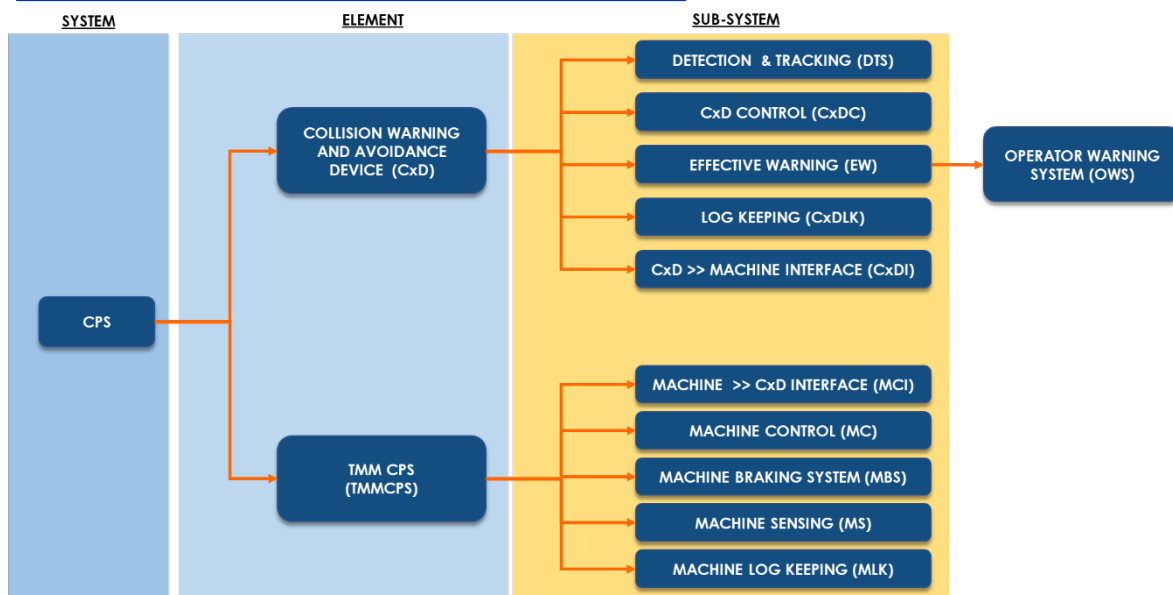 SYSTEM
ELEMENT
SUB-SYSTEM
CPS
COLLISION WARNING
AND AVOIDANCE
DEVICE (CxD)
TMM CPS
(TMMCPS)
DETECTION & TRACKING (DTS)
CxD CONTROL (CxDC)
EFFECTIVE WARNING (EW)
LOG KEEPING (CxDLK)
CxD >> MACHINE INTERFACE (CxDI)
MACHINE >> CxD INTERFACE (MCI)
MACHINE CONTROL (MC)
MACHINE BRAKING SYSTEM (MBS)
MACHINE SENSING (MS)
MACHINE LOG KEEPING (MLK)
OPERATOR WARNING
SYSTEM (OWS)